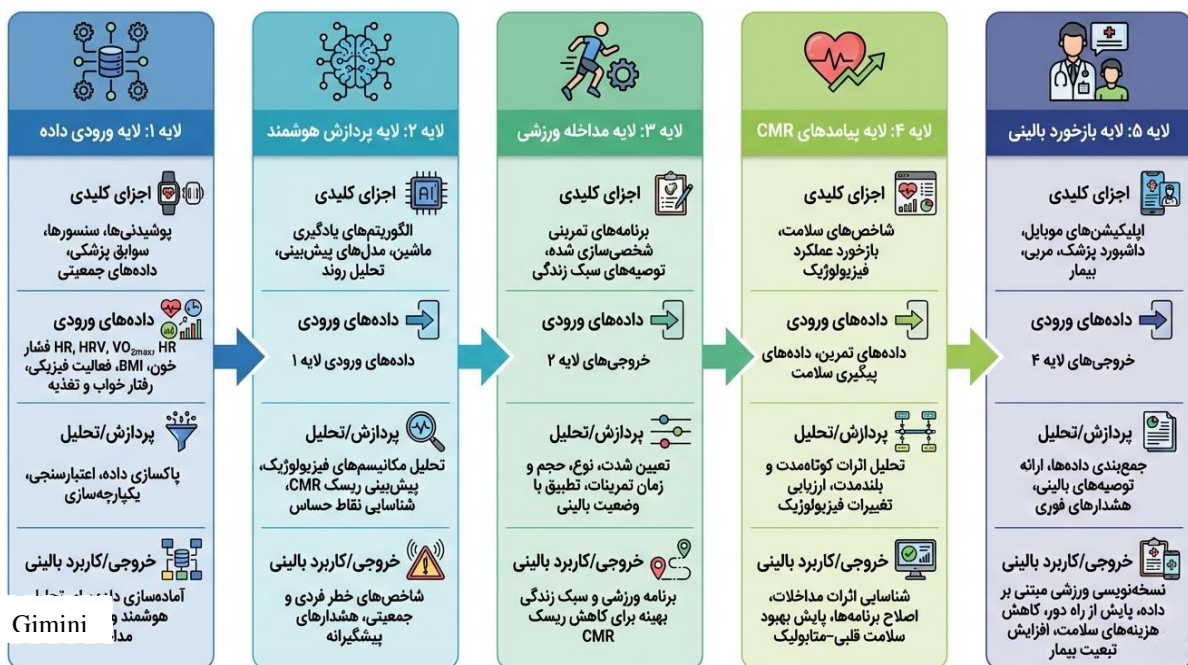 لایه ۱: لایه ورودی داده
اجزای کلیدی
پوشیدنی‌ها، سنسورها،
سوابق پزشکی،
داده‌های جمعیتی
داده‌های ورودی
HR, HRV, VO2max, HR فشار
خون، BMI، فعالیت فیزیکی،
رفتار خواب و تغذیه
پردازش/تحلیل
پاکسازی داده، اعتبارسنجی،
یکپارچه‌سازی
خروجی/کاربرد بالینی
آماده‌سازی
هوشمند و
Gimini
لایه ۲: لایه پردازش هوشمند
اجزای کلیدی
AI
الگوریتم‌های یادگیری
ماشین، مدل‌های پیش‌بینی،
تحلیل روند
داده‌های ورودی
داده‌های ورودی لایه ۱
پردازش/تحلیل
تحلیل مکانیسم‌های فیزیولوژیک،
پیش‌بینی ریسک CMR،
شناسایی نقاط حساس
خروجی/کاربرد بالینی
شاخص‌های خطر فردی و
جمعیتی، هشدارهای
پیشگیرانه
لایه ۳: لایه مداخله ورزشی
اجزای کلیدی
برنامه‌های تمرینی
شخصی‌سازی شده،
توصیه‌های سبک زندگی
داده‌های ورودی
خروجی‌های لایه ۲
پردازش/تحلیل
تعیین شدت، نوع، حجم و
زمان تمرینات، تطبیق با
وضعیت بالینی
خروجی/کاربرد بالینی
برنامه ورزشی و سبک زندگی
بهینه برای کاهش ریسک
CMR
لایه ۴: لایه پیامدهای CMR
اجزای کلیدی
شاخص‌های سلامت،
بازخورد عملکرد
فیزیولوژیک
داده‌های ورودی
داده‌های تمرین، داده‌های
پیگیری سلامت
پردازش/تحلیل
تحلیل اثرات کوتاه‌مدت و
بلندمدت، ارزیابی
تغییرات فیزیولوژیک
خروجی/کاربرد بالینی
شناسایی اثرات مداخلات،
اصلاح برنامه‌ها، پایش بهبود
سلامت قلبی-متابولیک
لایه ۵: لایه بازخورد بالینی
اجزای کلیدی
اپلیکیشن‌های موبایل،
داشبورد پزشک، مربی،
بیمار
داده‌های ورودی
خروجی‌های لایه ۴
پردازش/تحلیل
جمع‌بندی داده‌ها، ارائه
توصیه‌های بالینی،
هشدارهای فوری
خروجی/کاربرد بالینی
نسخه‌نویسی ورزشی مبتنی بر
داده، پایش از راه دور، کاهش
هزینه‌های سلامت، افزایش
تبعیت بیمار